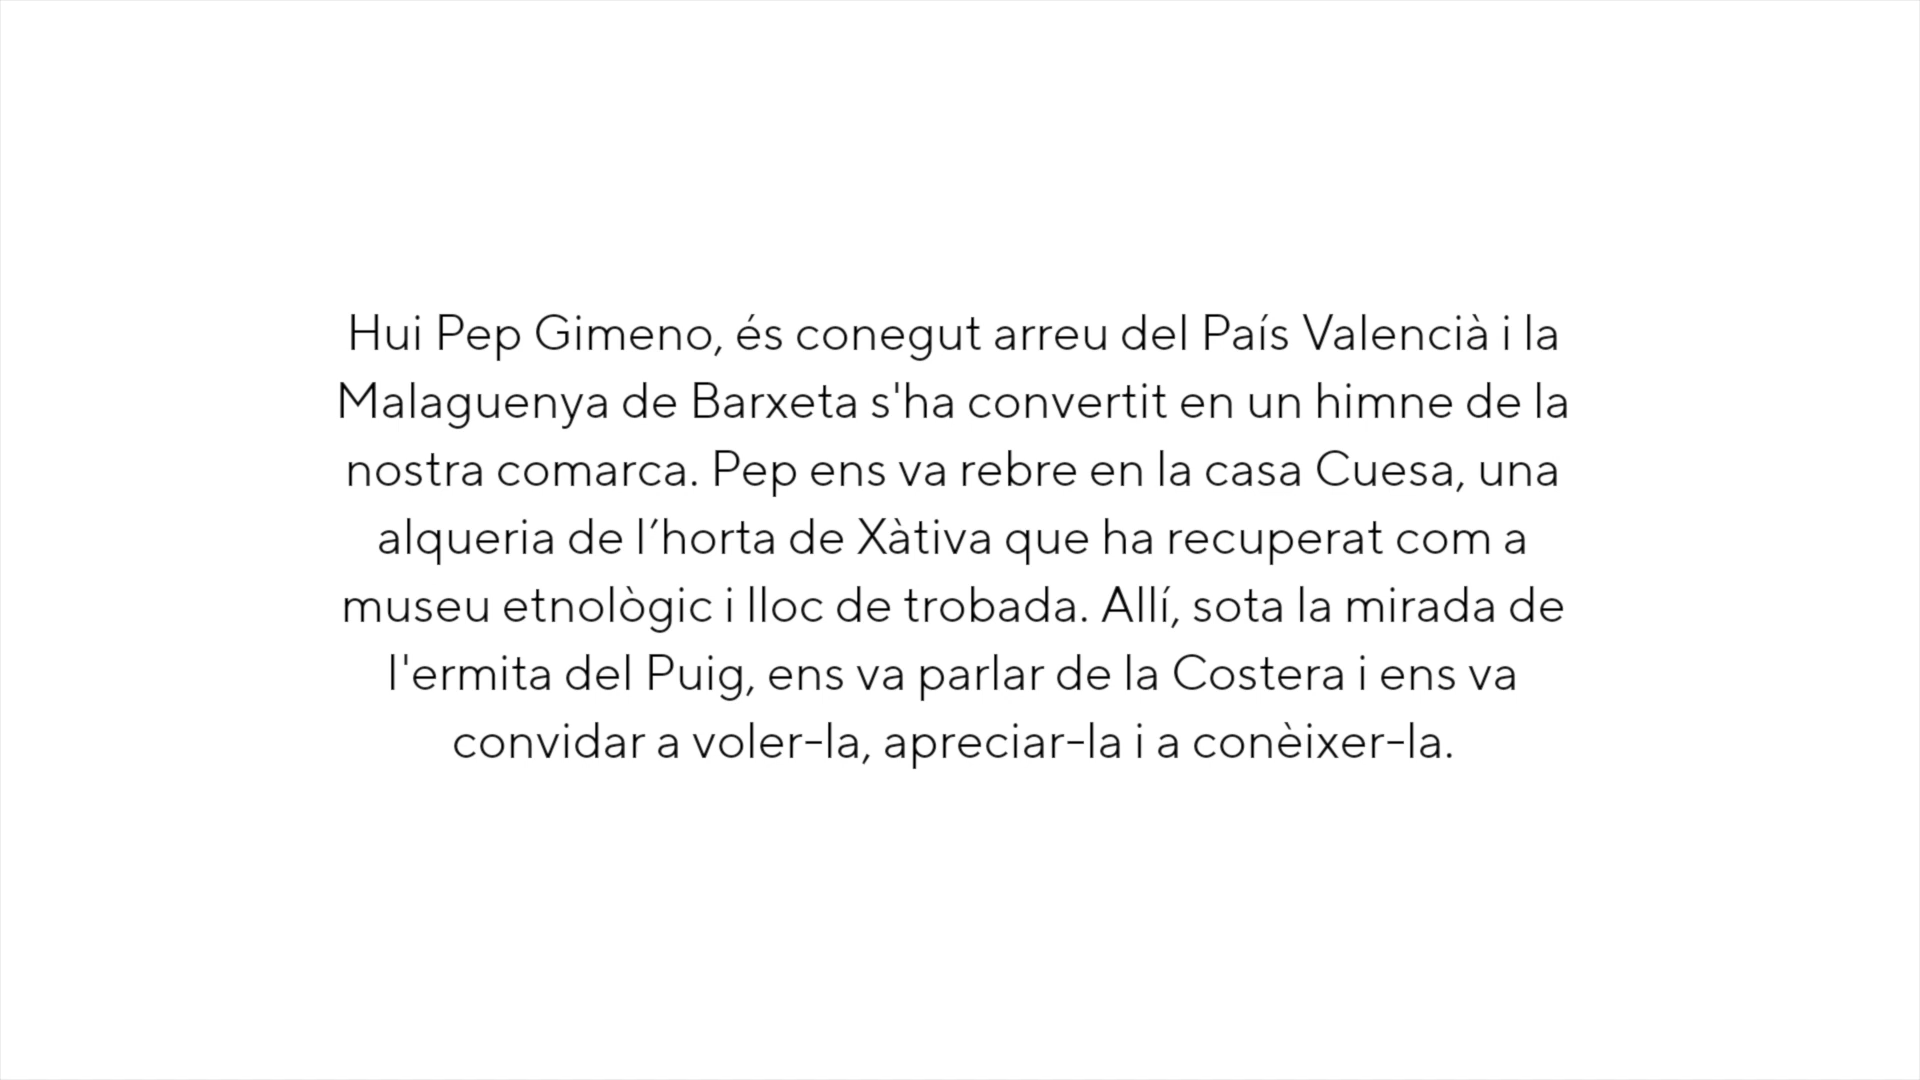 Hui Pep Gimeno, és conegut arreu del País Valencià i la
Malaguenya de Barxeta s'ha convertit en un himne de la
nostra comarca. Pep ens va rebre en la casa Cuesa, una
alqueria de l’horta de Xàtiva que ha recuperat com a
museu etnològic i lloc de trobada. Allí, sota la mirada de
l'ermita del Puig, ens va parlar de la Costera i ens va
convidar a voler-la, apreciar-la i a conèixer-la.